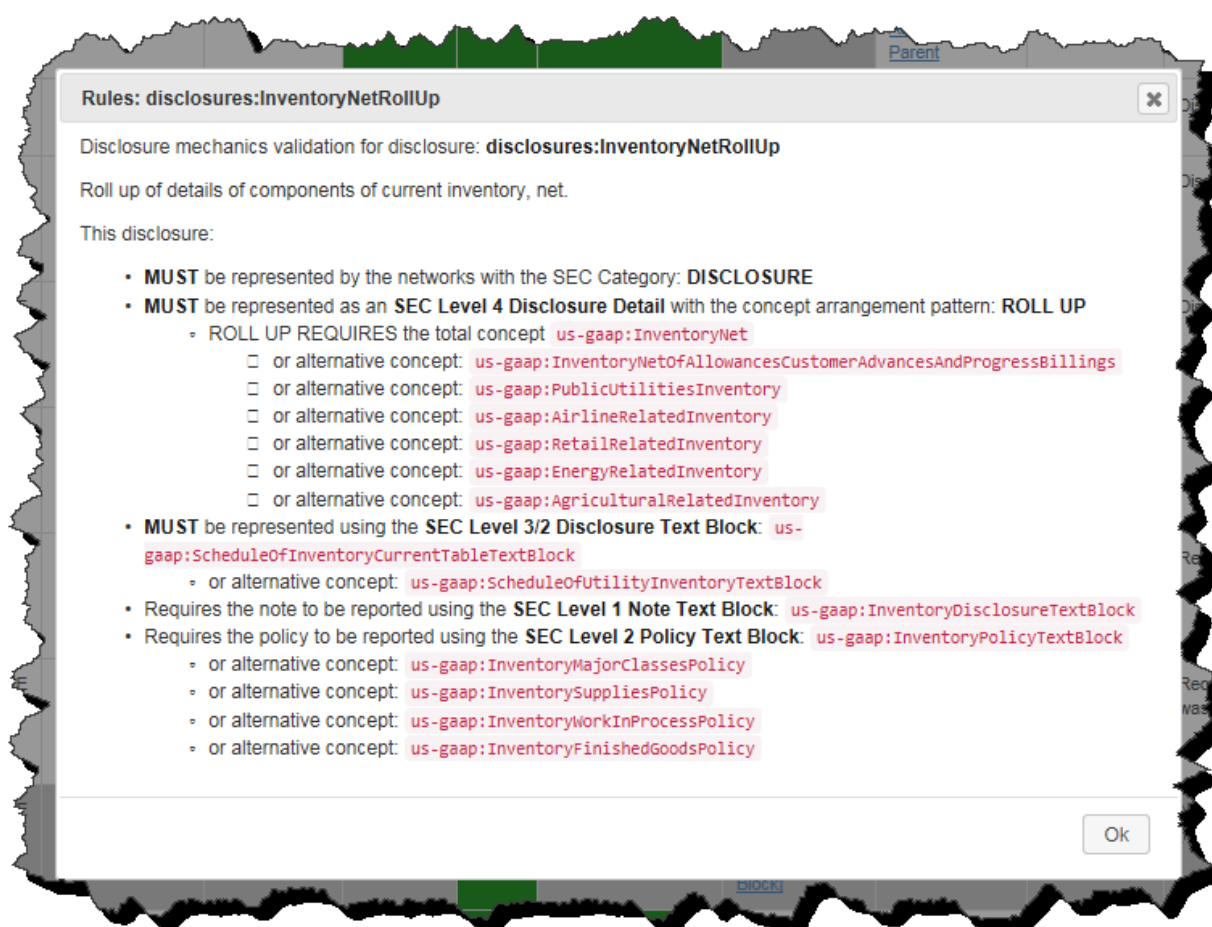 Parent
Rules: disclosures:InventoryNetRollUp
Disclosure mechanics validation for disclosure: disclosures:InventoryNetRollUp
Roll up of details of components of current inventory, net.
This disclosure:
• MUST be represented by the networks with the SEC Category: DISCLOSURE
• MUST be represented as an SEC Level 4 Disclosure Detail with the concept arrangement pattern: ROLL UP
◦ ROLL UP REQUIRES the total concept us-gaap:InventoryNet
□ or alternative concept: us-gaap:InventoryNetOfAllowancesCustomerAdvancesAndProgressBillings
□ or alternative concept: us-gaap:PublicUtilitiesInventory
□ or alternative concept: us-gaap:AirlineRelatedInventory
□ or alternative concept: us-gaap:RetailRelatedInventory
□ or alternative concept: us-gaap:EnergyRelatedInventory
□ or alternative concept: us-gaap:AgriculturalRelatedInventory
• MUST be represented using the SEC Level 3/2 Disclosure Text Block: us-
gaap:ScheduleOfInventoryCurrentTableTextBlock
◦ or alternative concept: us-gaap:ScheduleOfUtilityInventoryTextBlock
• Requires the note to be reported using the SEC Level 1 Note Text Block: us-gaap:InventoryDisclosureTextBlock
• Requires the policy to be reported using the SEC Level 2 Policy Text Block: us-gaap:InventoryPolicyTextBlock
◦ or alternative concept: us-gaap:InventoryMajorClassesPolicy
◦ or alternative concept: us-gaap:InventorySuppliesPolicy
◦ or alternative concept: us-gaap:InventoryWorkInProcessPolicy
◦ or alternative concept: us-gaap:InventoryFinishedGoodsPolicy
Ok
Block]